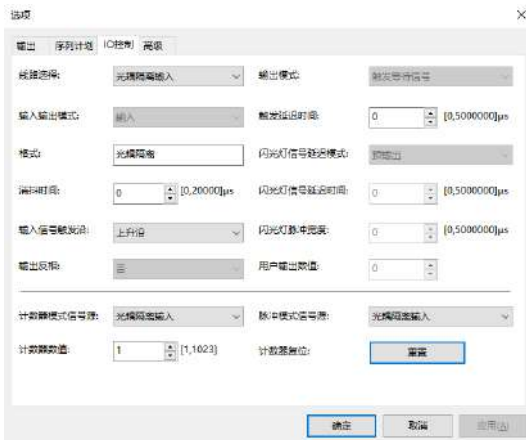 选项
输出 序列计划 IO控制 高级
线路选择: 光耦隔离输入 输出模式: 触发等待信号
输入输出模式: 输入 触发延迟时间: 0 [0,5000000]μs
格式: 光耦隔离 闪光灯信号延迟模式: 预输出
消抖时间: 0 [0,20000]μs 闪光灯信号延迟时间: 0 [0,5000000]μs
输入信号触发沿: 上升沿 闪光灯脉冲宽度: 0 [0,5000000]μs
输出反相: 否 用户输出数值: 0
计数器模式信号源: 光耦隔离输入 脉冲模式信号源: 光耦隔离输入
计数器数值: 1 [1,1023] 计数器复位: 重置
确定 取消 应用(A)